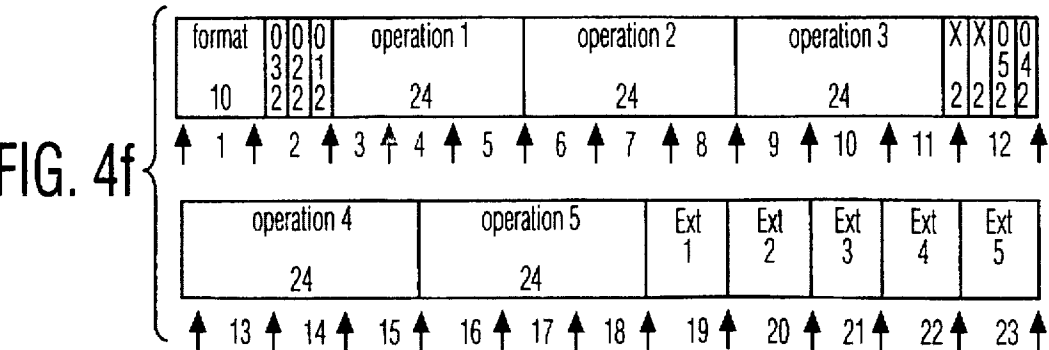 FIG. 4f
format 0 0 0 operation 1 operation 2 operation 3 X X 0 0
3 2 1 5 4
10 2 2 2 24 24 24 2 2 2 2
1 2 3 4 5 6 7 8 9 10 11 12
operation 4 operation 5 Ext Ext Ext Ext Ext
1 2 3 4 5
24 24
13 14 15 16 17 18 19 20 21 22 23